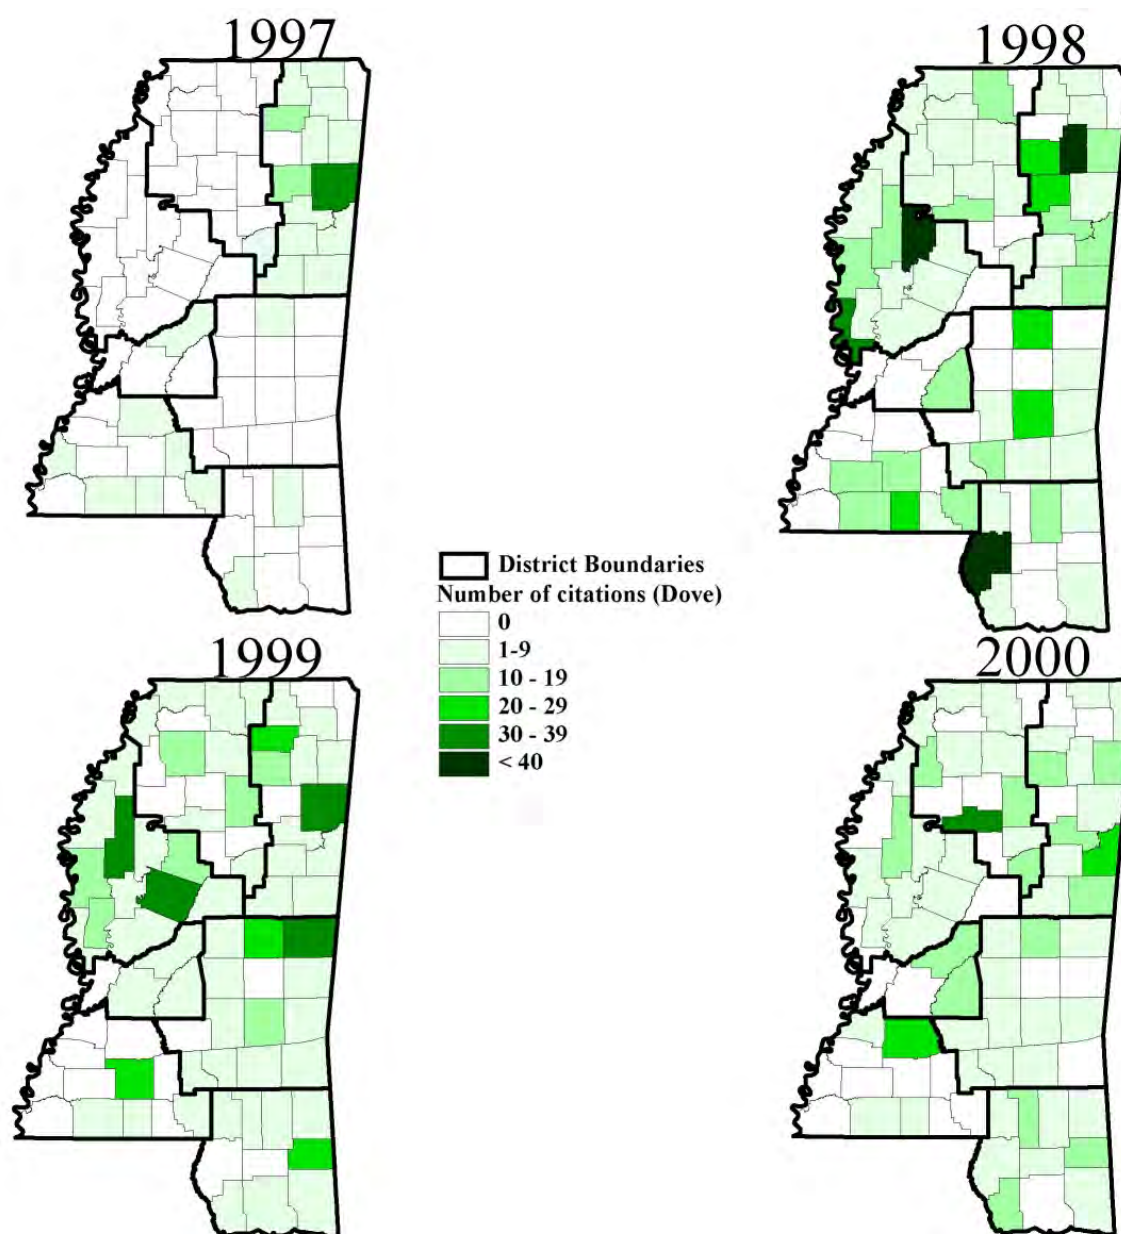 1997
1998
District Boundaries
Number of citations (Dove)
0
1-9
10 - 19
20 - 29
30 - 39
< 40
1999
2000